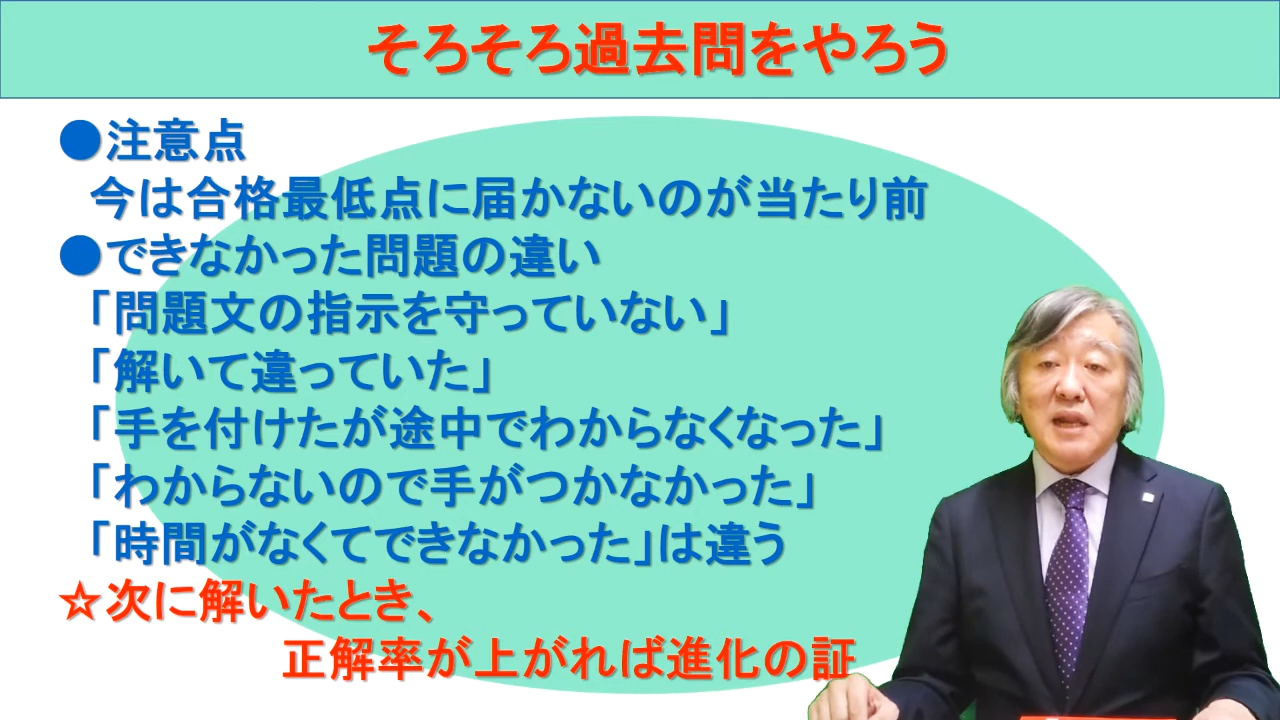 そろそろ過去問をやろう
●注意点
今は合格最低点に届かないのが当たり前
●できなかった問題の違い
「問題文の指示を守っていない」
「解いて違っていた」
「手を付けたが途中でわからなくなった」
「わからないので手がつかなかった」
「時間がなくてできなかった」は違う
☆次に解いたとき、
正解率が上がれば進化の証